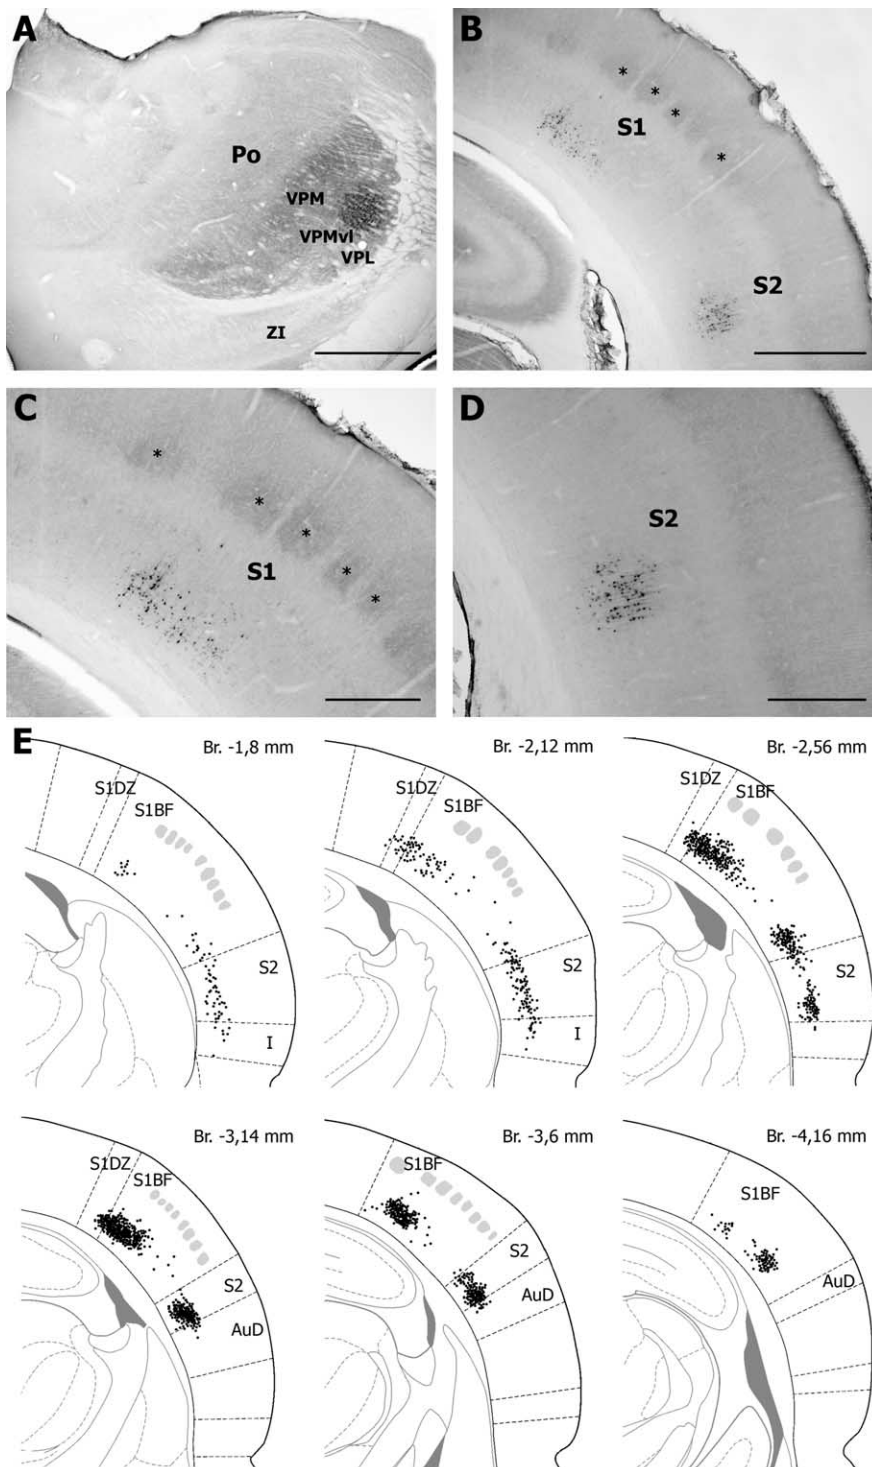 A
Po
VPM
VPMvl
VPL
ZI
B
*
*
*
S1
*
S2
C
*
*
*
S1
*
*
D
S2
E
Br. -1,8 mm
S1DZ
S1BF
S2
I
Br. -2,12 mm
S1DZ
S1BF
S2
I
Br. -2,56 mm
S1DZ
S1BF
S2
Br. -3,14 mm
S1DZ
S1BF
S2
AuD
Br. -3,6 mm
S1BF
S2
AuD
Br. -4,16 mm
S1BF
AuD